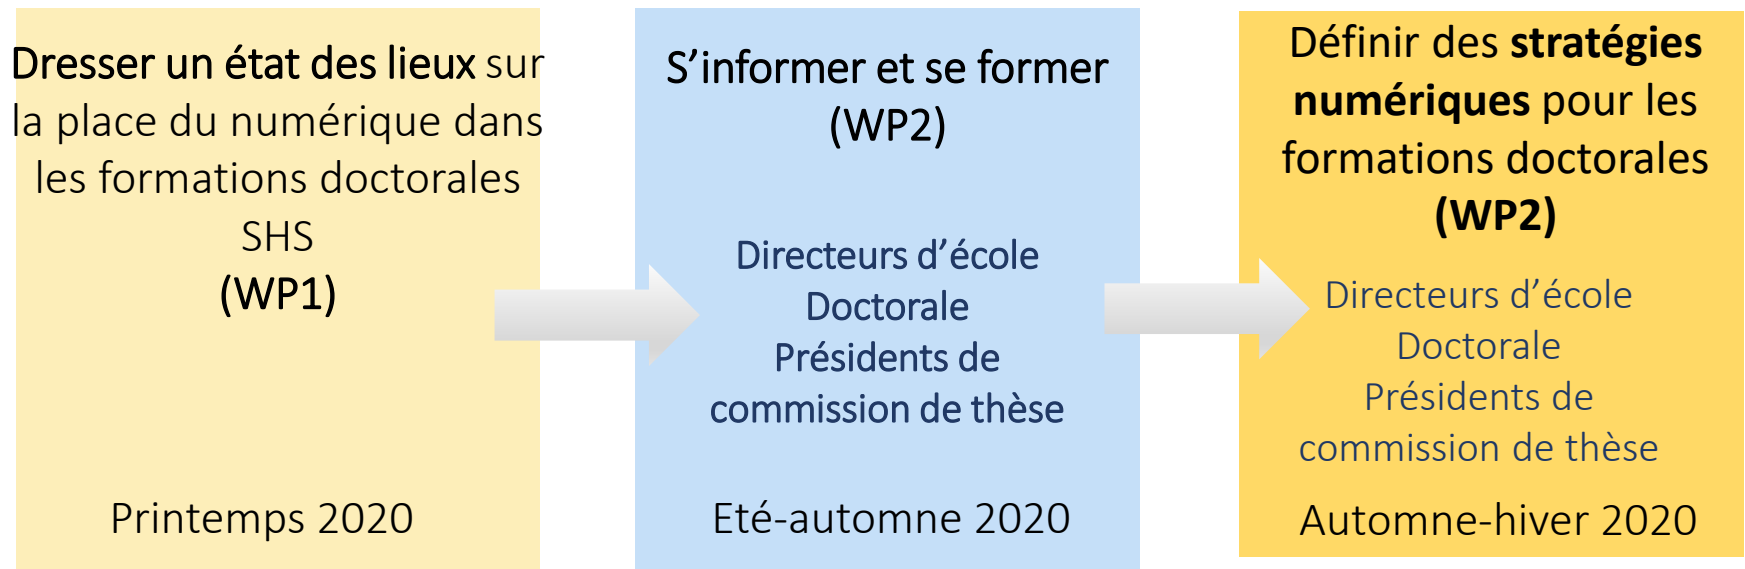 Dresser un état des lieux sur
la place du numérique dans
les formations doctorales
SHS
(WP1)
Printemps 2020
S’informer et se former
(WP2)
Directeurs d’école
Doctorale
Présidents de
commission de thèse
Eté-automne 2020
Définir des stratégies
numériques pour les
formations doctorales
(WP2)
Directeurs d’école
Doctorale
Présidents de
commission de thèse
Automne-hiver 2020